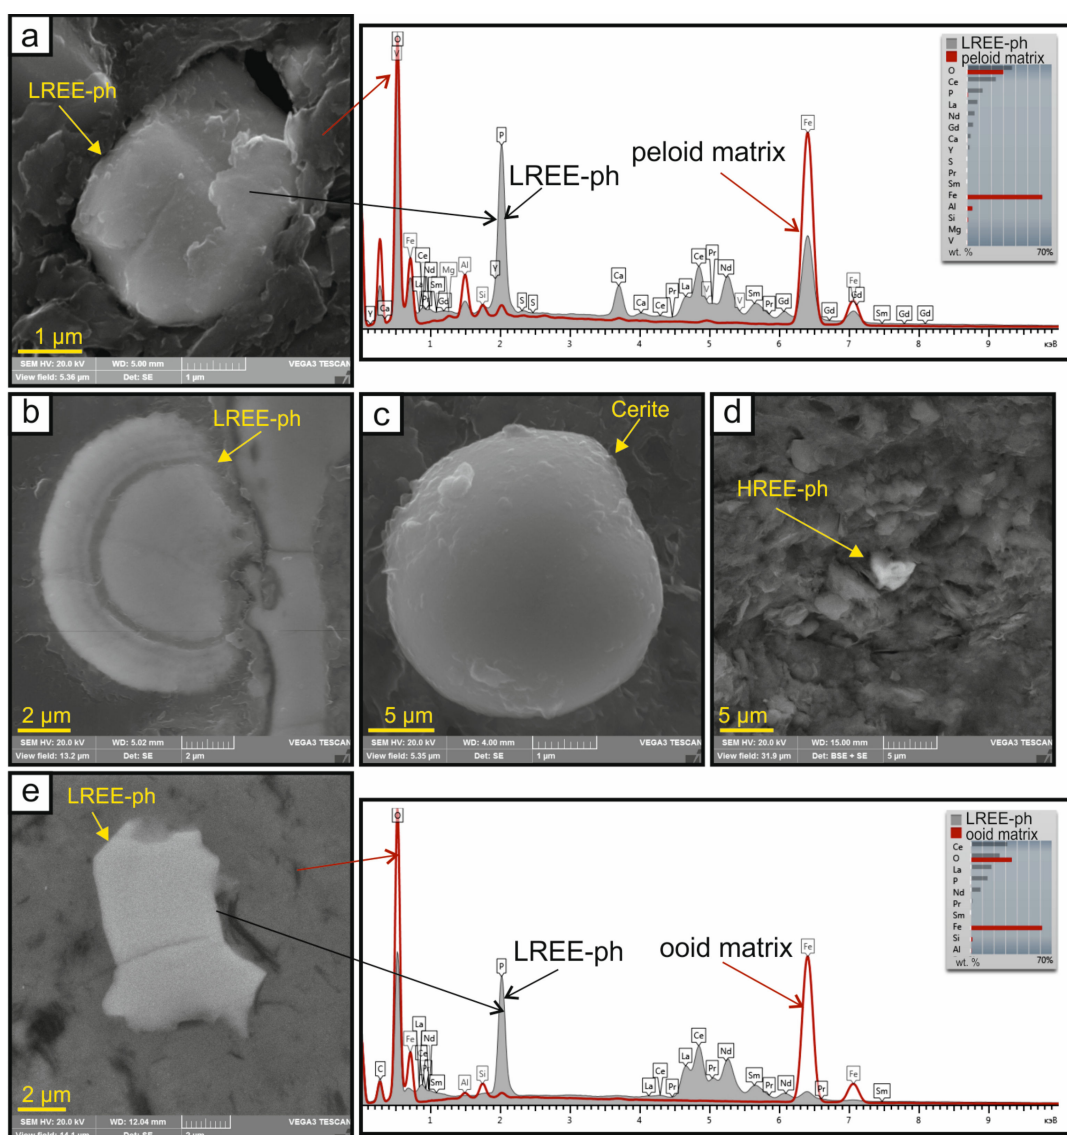 a
LREE-ph
1 µm
SEM HV: 20.0 kV WD: 5.00 mm VEGA3 TESCAN
View field: 5.36 µm Det: SE 1 µm
O
V
Fe
Ce
Nd
Mg
Al
La
Sm
Pr
Gd
Si
Y
Ca
P
Y
S
S
LREE-ph
peloid matrix
Ca
Ca
Ce
Pr
La
Ce
Pr
V
Nd
V
Sm
Pr
Gd
Fe
Gd
Fe
Gd
Sm
Gd
Gd
1 2 3 4 5 6 7 8 9 кэВ
LREE-ph
peloid matrix
O
Ce
P
La
Nd
Gd
Ca
Y
S
Pr
Sm
Fe
Al
Si
Mg
V
wt. % 70%
b
LREE-ph
2 µm
SEM HV: 20.0 kV WD: 5.02 mm VEGA3 TESCAN
View field: 13.2 µm Det: SE 2 µm
c
Cerite
5 µm
SEM HV: 20.0 kV WD: 4.00 mm VEGA3 TESCAN
View field: 5.35 µm Det: SE 1 µm
d
HREE-ph
5 µm
SEM HV: 20.0 kV WD: 15.00 mm VEGA3 TESCAN
View field: 31.9 µm Det: BSE + SE 5 µm
e
LREE-ph
2 µm
SEM HV: 20.0 kV WD: 12.04 mm VEGA3 TESCAN
O
C
La
Fe
Nd
Ce
Sm
Al
Si
P
LREE-ph
ooid matrix
La
Ce
Pr
La
Ce
Pr
Nd
Sm
Pr
Nd
Fe
Pr
Fe
Sm
1 2 3 4 5 6 7 8 9 кэВ
LREE-ph
ooid matrix
Ce
O
La
P
Nd
Pr
Sm
Fe
Si
Al
wt. % 70%